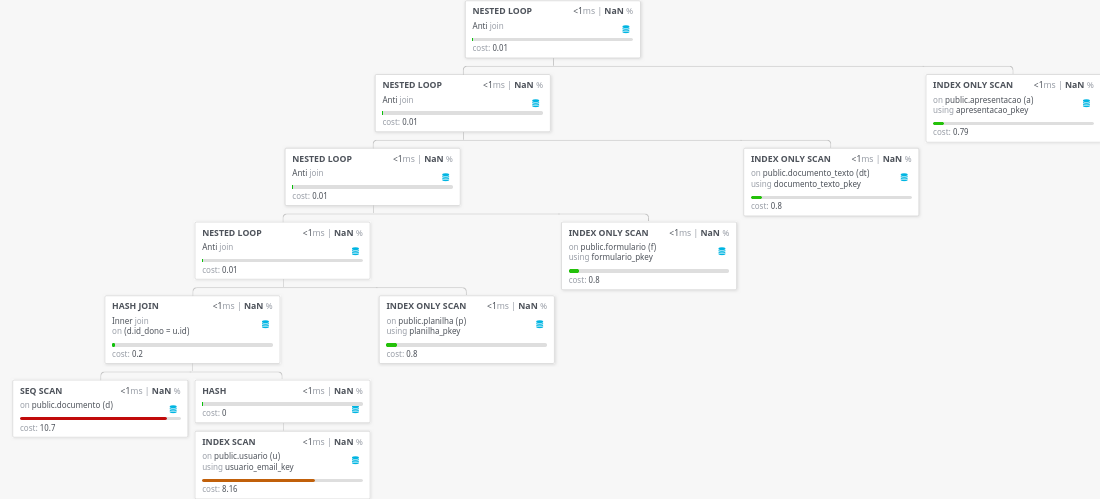 NESTED LOOP <1ms | NaN %
Anti join
cost: 0.01
NESTED LOOP <1ms | NaN %
Anti join
cost: 0.01
INDEX ONLY SCAN <1ms | NaN %
on public.apresentacao (a)
using apresentacao_pkey
cost: 0.79
NESTED LOOP <1ms | NaN %
Anti join
cost: 0.01
INDEX ONLY SCAN <1ms | NaN %
on public.documento_texto (dt)
using documento_texto_pkey
cost: 0.8
NESTED LOOP <1ms | NaN %
Anti join
cost: 0.01
INDEX ONLY SCAN <1ms | NaN %
on public.formulario (f)
using formulario_pkey
cost: 0.8
HASH JOIN <1ms | NaN %
Inner join
on (d.id_dono = u.id)
cost: 0.2
INDEX ONLY SCAN <1ms | NaN %
on public.planilha (p)
using planilha_pkey
cost: 0.8
SEQ SCAN <1ms | NaN %
on public.documento (d)
cost: 10.7
HASH <1ms | NaN %
cost: 0
INDEX SCAN <1ms | NaN %
on public.usuario (u)
using usuario_email_key
cost: 8.16